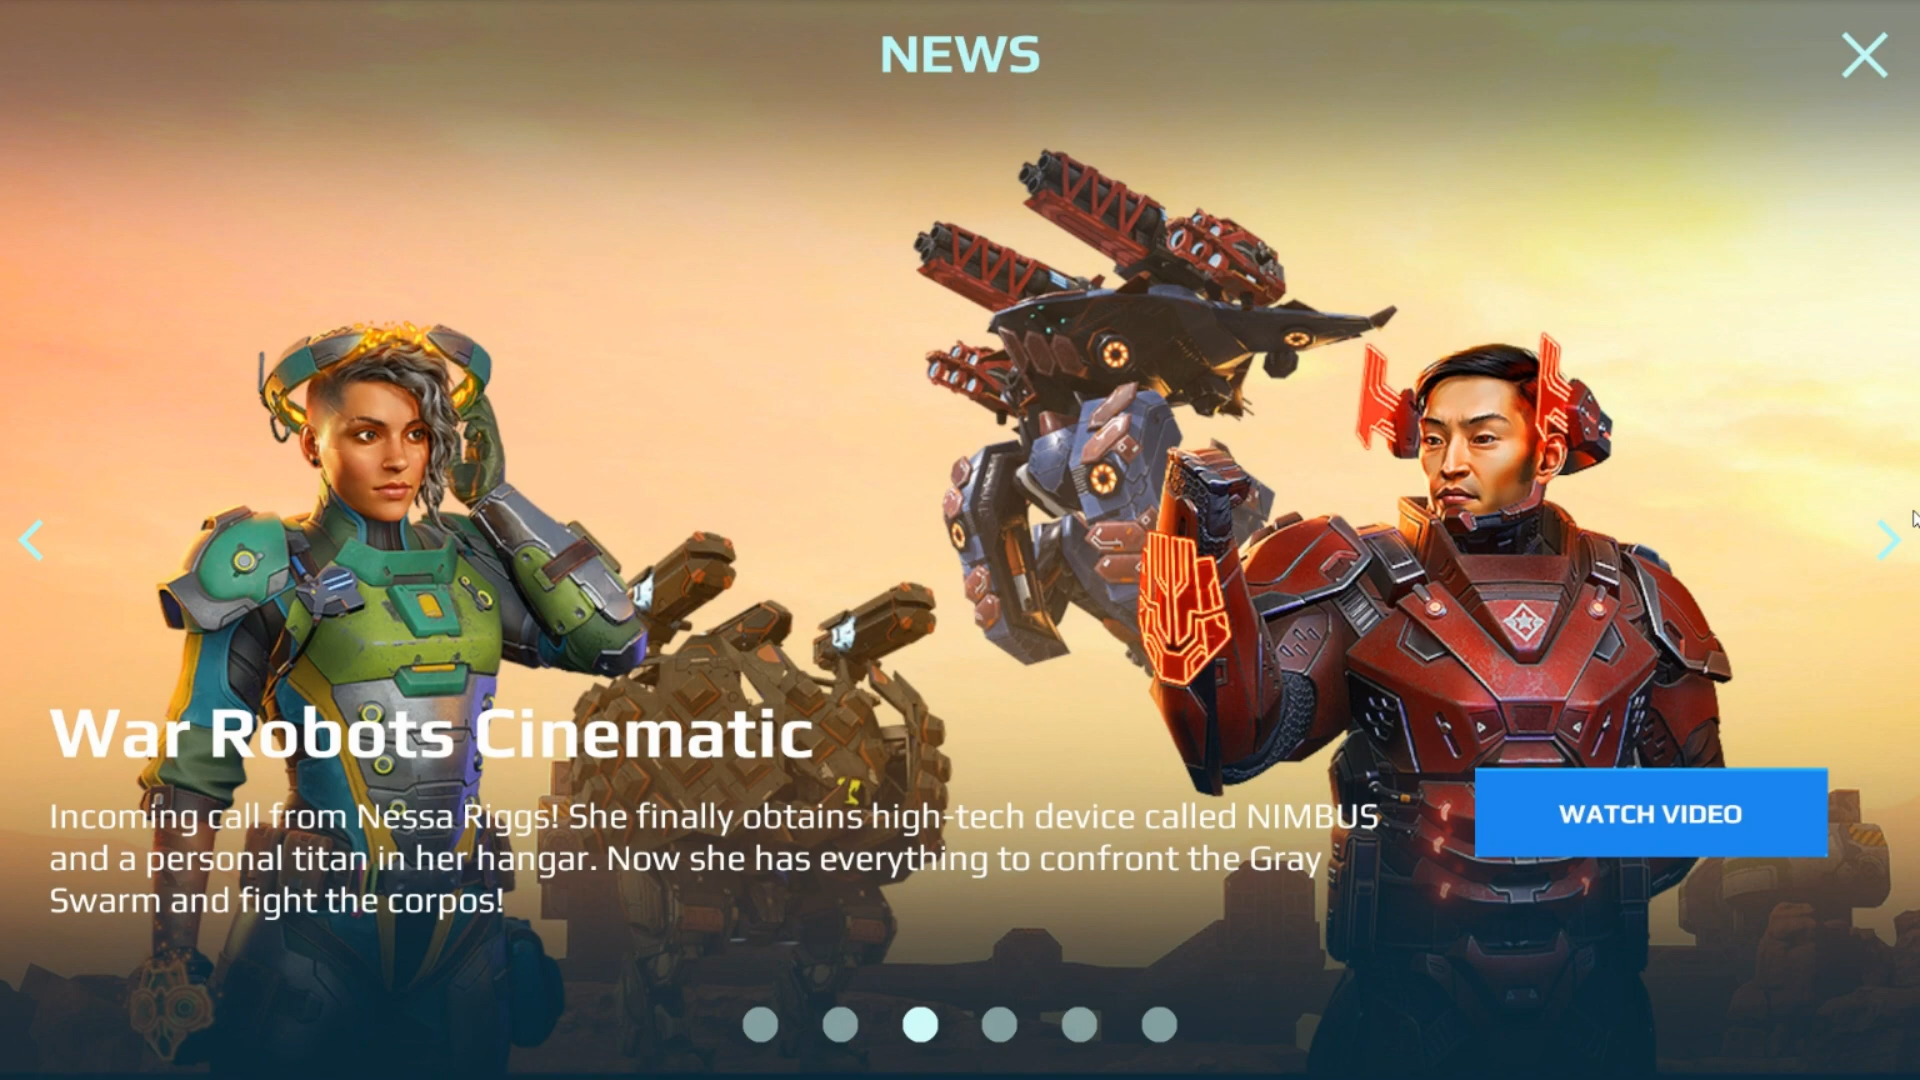 NEWS
War Robots Cinematic
Incoming call from Nessa Riggs! She finally obtains high-tech device called NIMBUS
and a personal titan in her hangar. Now she has everything to confront the Gray
Swarm and fight the corpos!
WATCH VIDEO